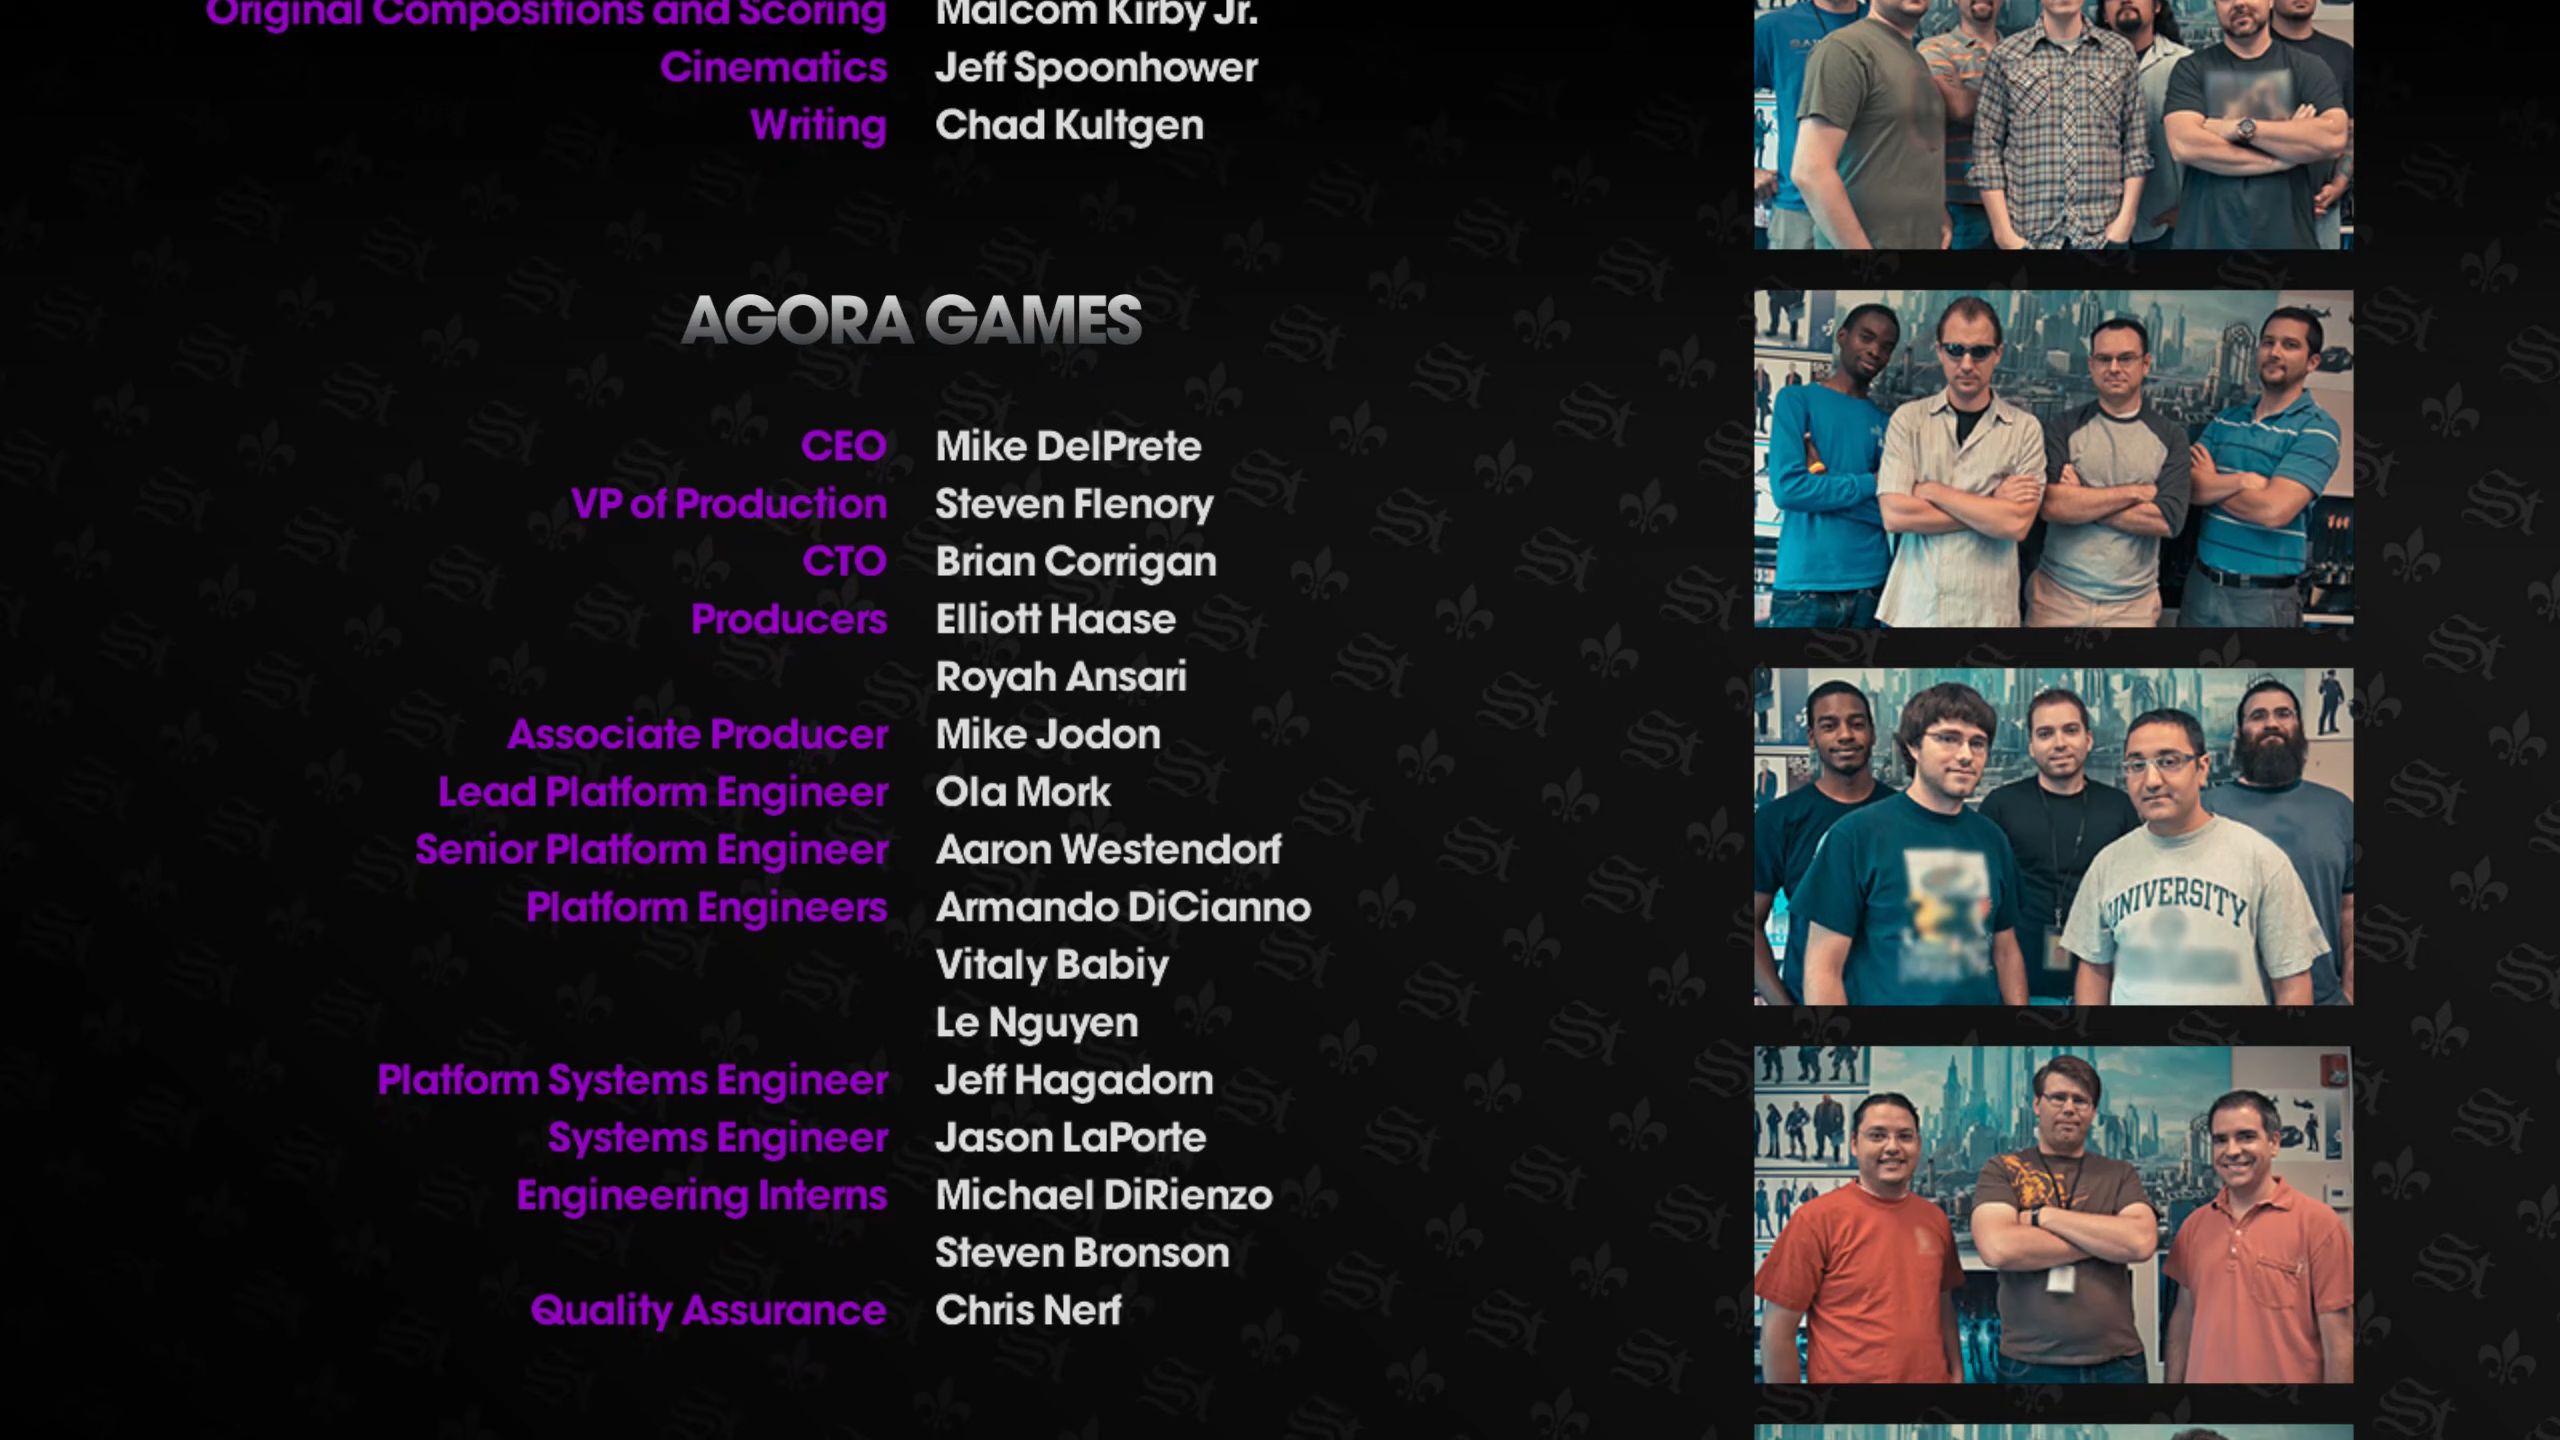 Original Compositions and Scoring Malcom Kirby Jr.
Cinematics Jeff Spoonhower
Writing Chad Kultgen
AGORA GAMES
CEO Mike DelPrete
VP of Production Steven Flenory
CTO Brian Corrigan
Producers Elliott Haase
Royah Ansari
Associate Producer Mike Jodon
Lead Platform Engineer Ola Mork
Senior Platform Engineer Aaron Westendorf
Platform Engineers Armando DiCianno
Vitaly Babiy
Le Nguyen
Platform Systems Engineer Jeff Hagadorn
Systems Engineer Jason LaPorte
Engineering Interns Michael DiRienzo
Steven Bronson
Quality Assurance Chris Nerf
UNIVERSITY